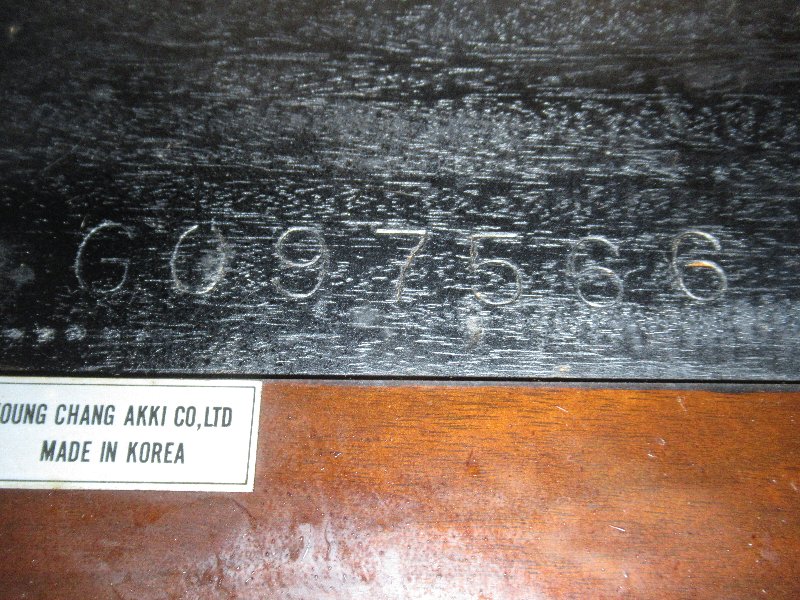 G097566
OUNG CHANG AKKI CO,LTD
MADE IN KOREA